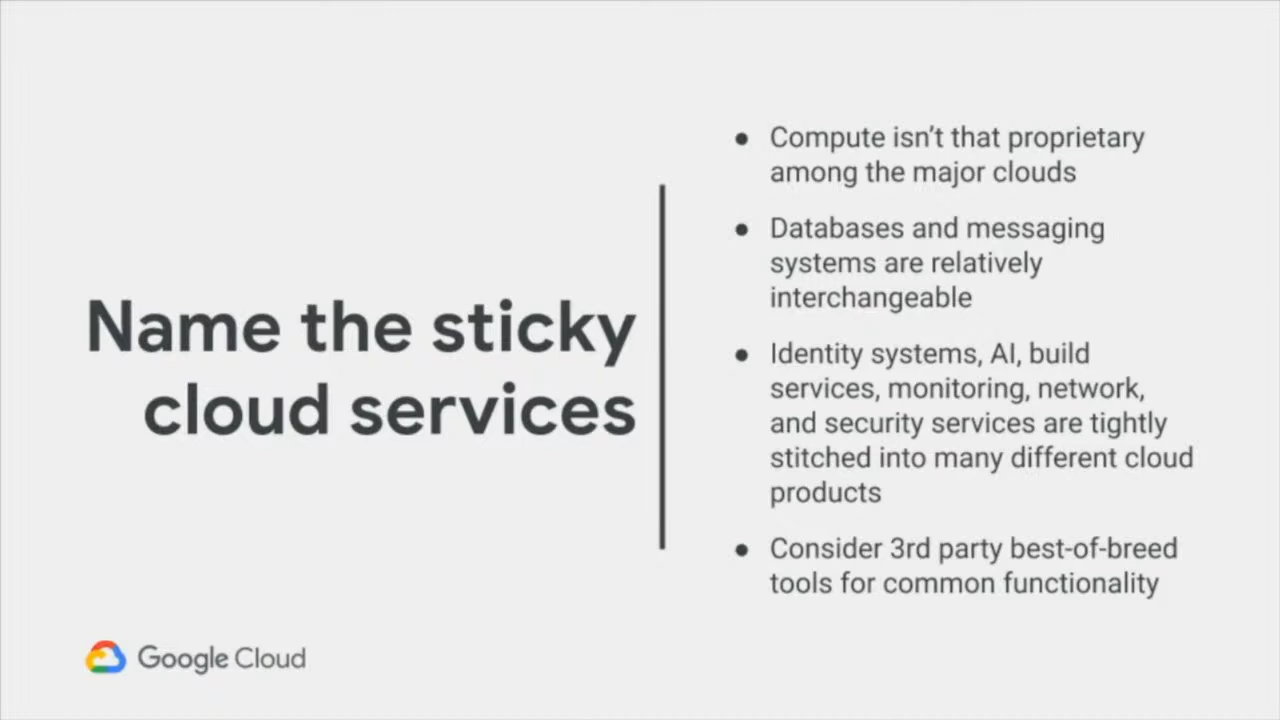 Name the sticky
cloud services
● Compute isn’t that proprietary
among the major clouds
● Databases and messaging
systems are relatively
interchangeable
● Identity systems, AI, build
services, monitoring, network,
and security services are tightly
stitched into many different cloud
products
● Consider 3rd party best-of-breed
tools for common functionality
Google Cloud